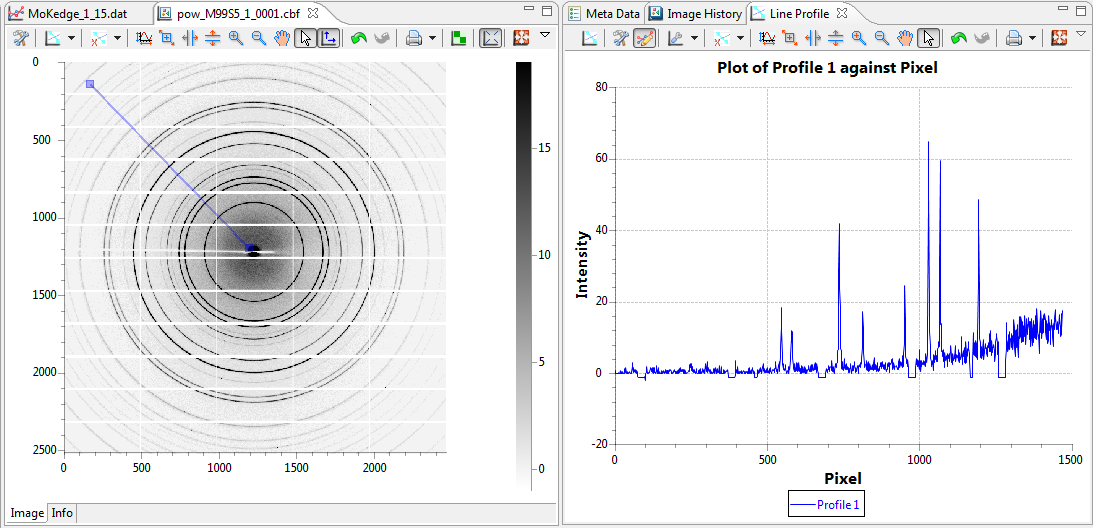 MoKedge_1_15.dat
pow_M99S5_1_0001.cbf
0
500
1000
1500
2000
2500
0
500
1000
1500
2000
15
10
5
0
Image
Info
Meta Data
Image History
Line Profile
Plot of Profile 1 against Pixel
80
60
40
20
0
-20
Intensity
0
500
1000
1500
Pixel
Profile 1